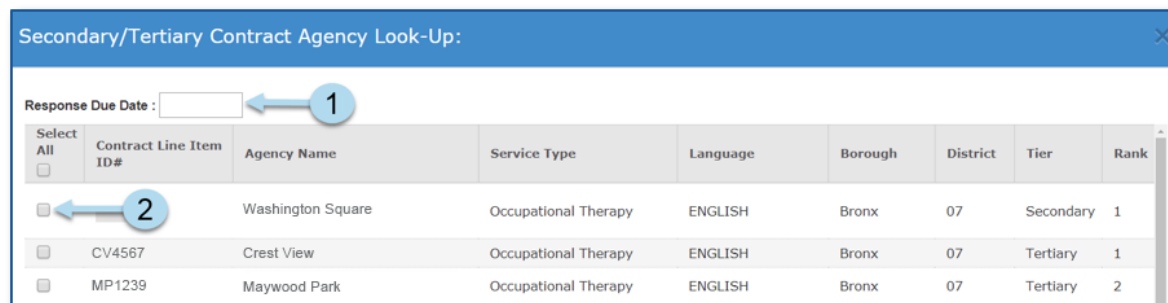 Secondary/Tertiary Contract Agency Look-Up:
Response Due Date : 1
Select All Contract Line Item ID# Agency Name Service Type Language Borough District Tier Rank
2 Washington Square Occupational Therapy ENGLISH Bronx 07 Secondary 1
CV4567 Crest View Occupational Therapy ENGLISH Bronx 07 Tertiary 1
MP1239 Maywood Park Occupational Therapy ENGLISH Bronx 07 Tertiary 2